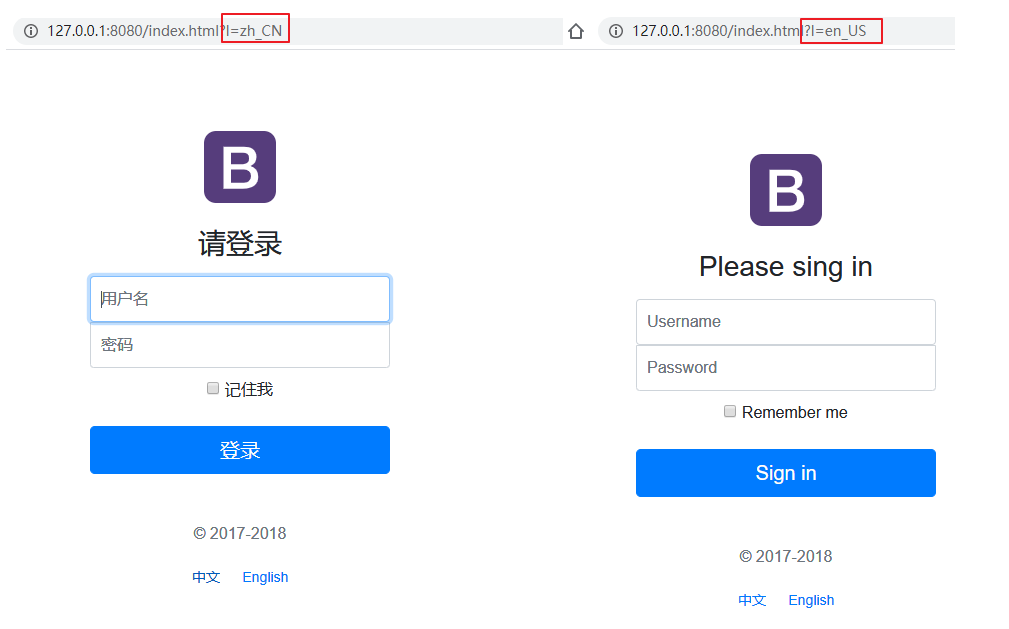 127.0.0.1:8080/index.html?l=zh_CN
B
请登录
用户名
密码
记住我
登录
© 2017-2018
中文 English
127.0.0.1:8080/index.html?l=en_US
B
Please sing in
Username
Password
Remember me
Sign in
© 2017-2018
中文 English